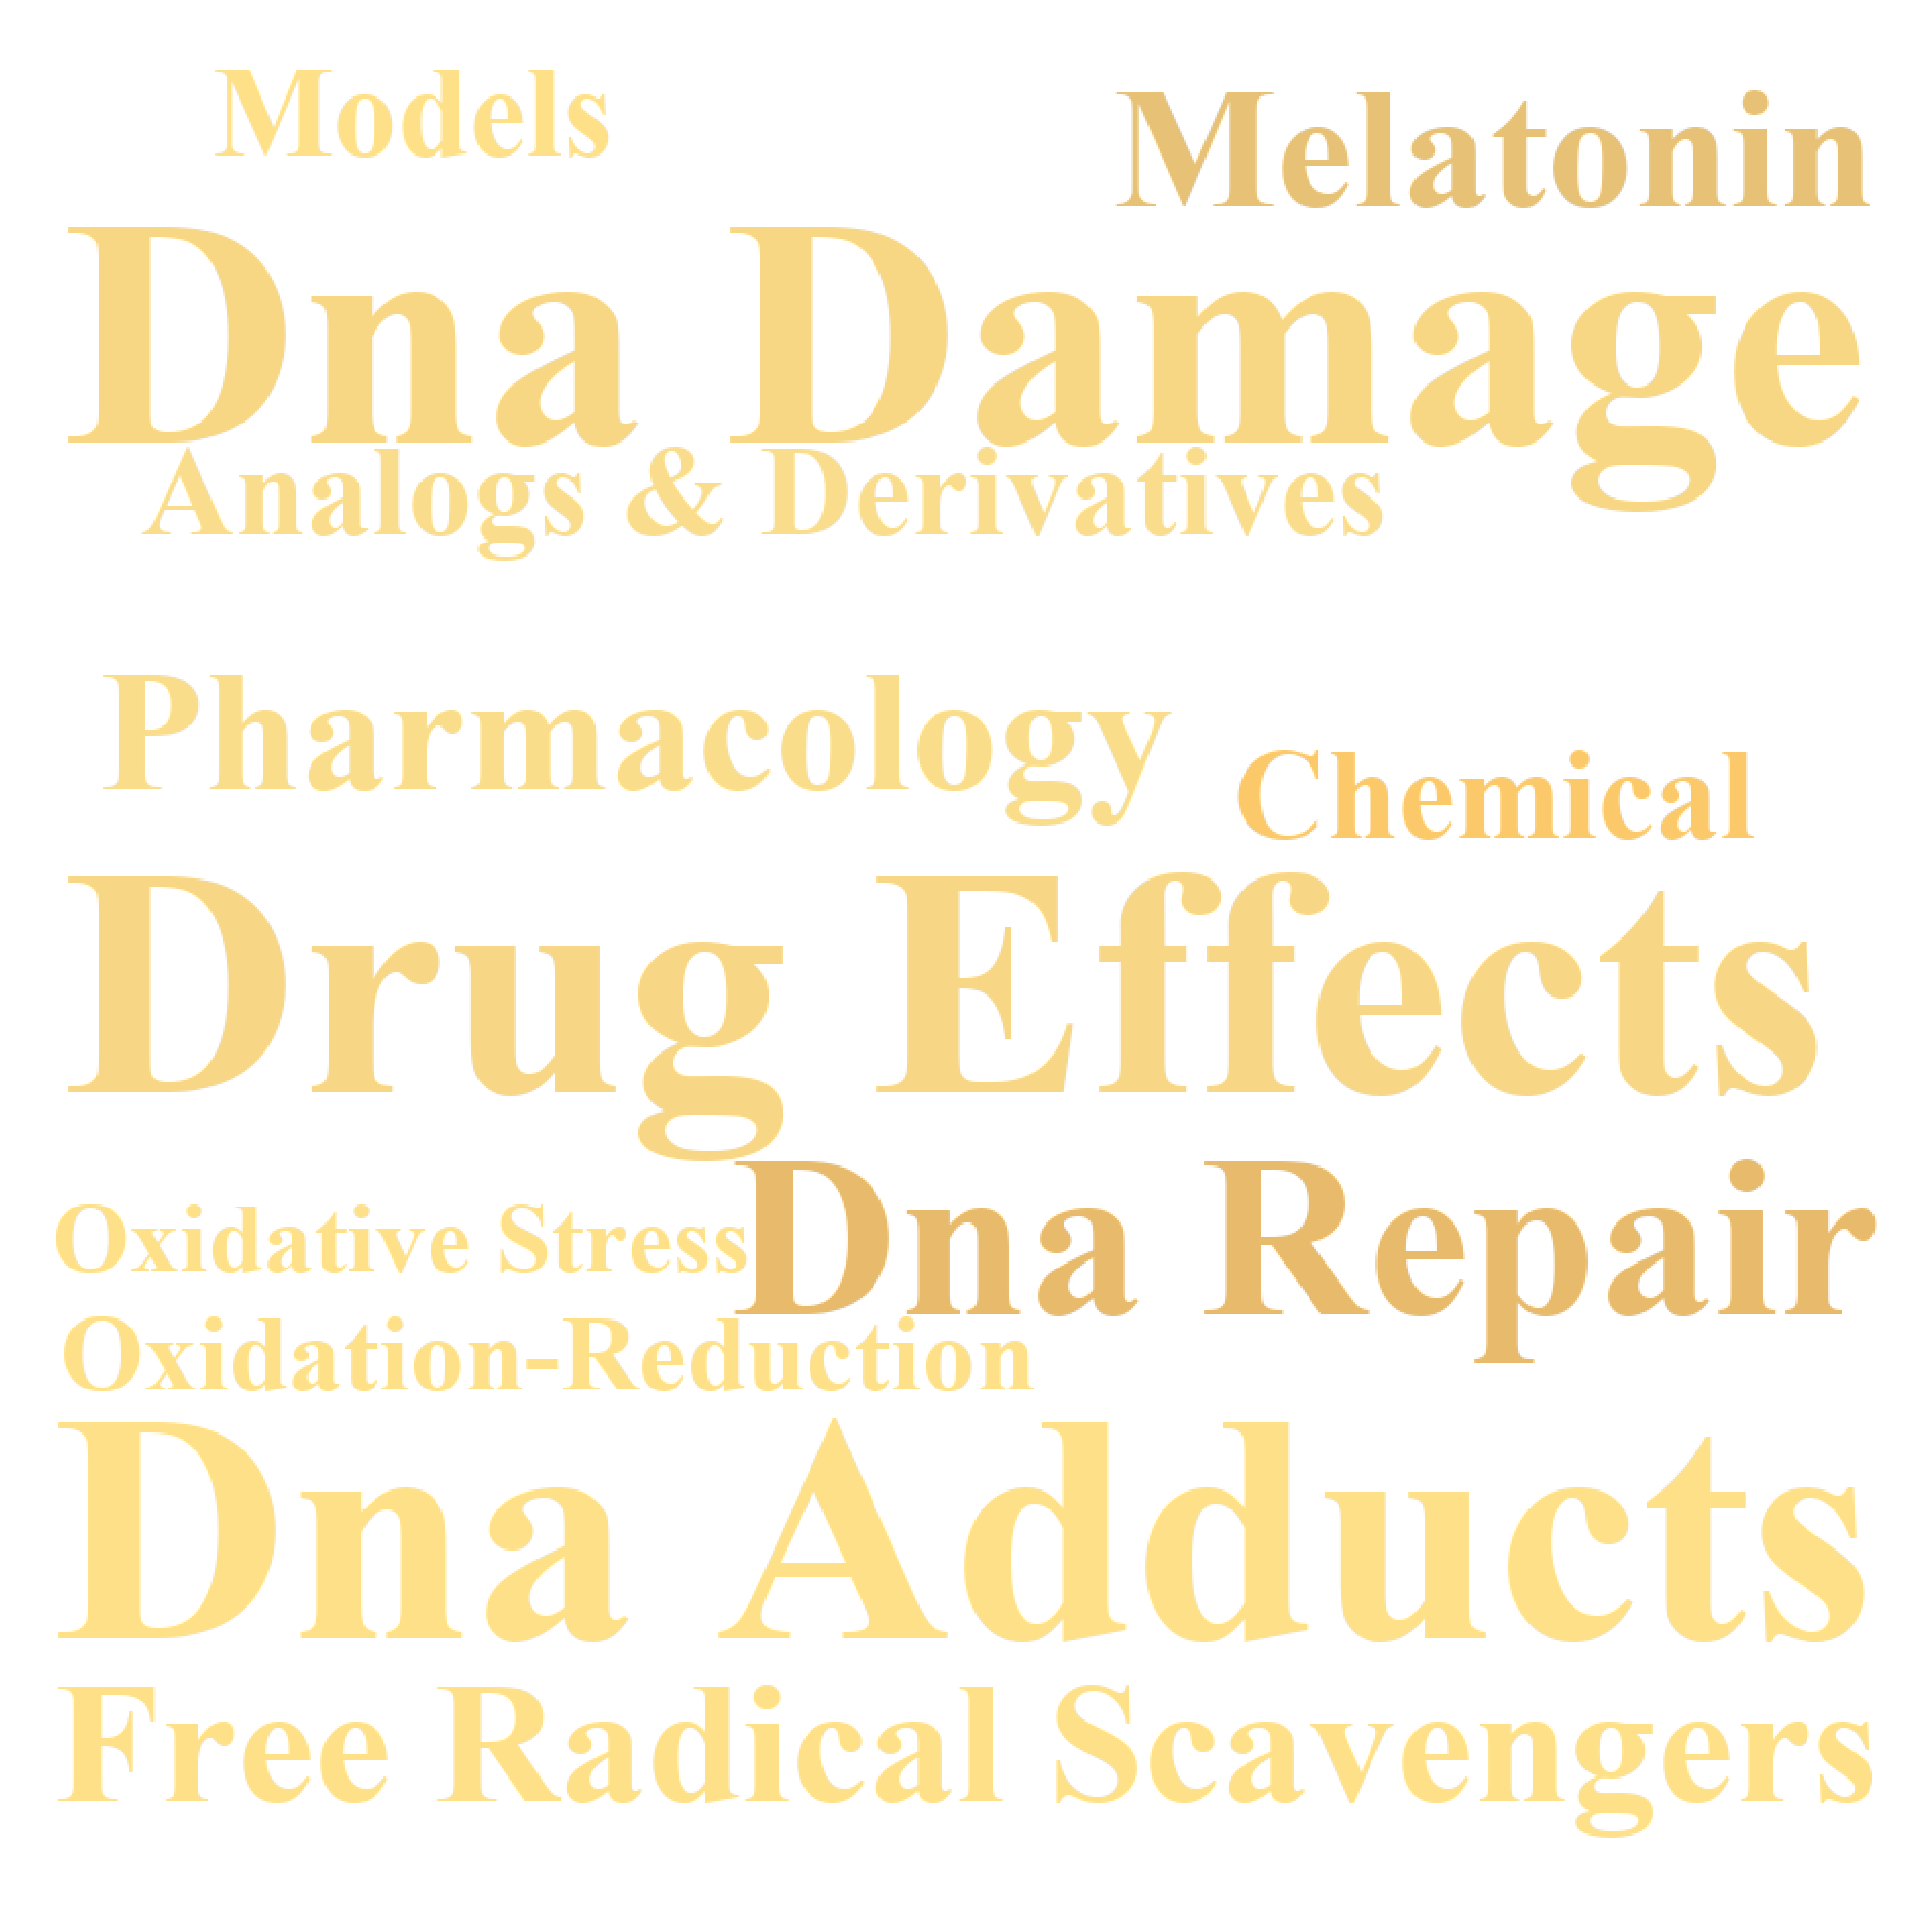 Models
Melatonin
Dna Damage
Analogs & Derivatives
Pharmacology
Chemical
Drug Effects
Oxidative Stress
Dna Repair
Oxidation-Reduction
Dna Adducts
Free Radical Scavengers